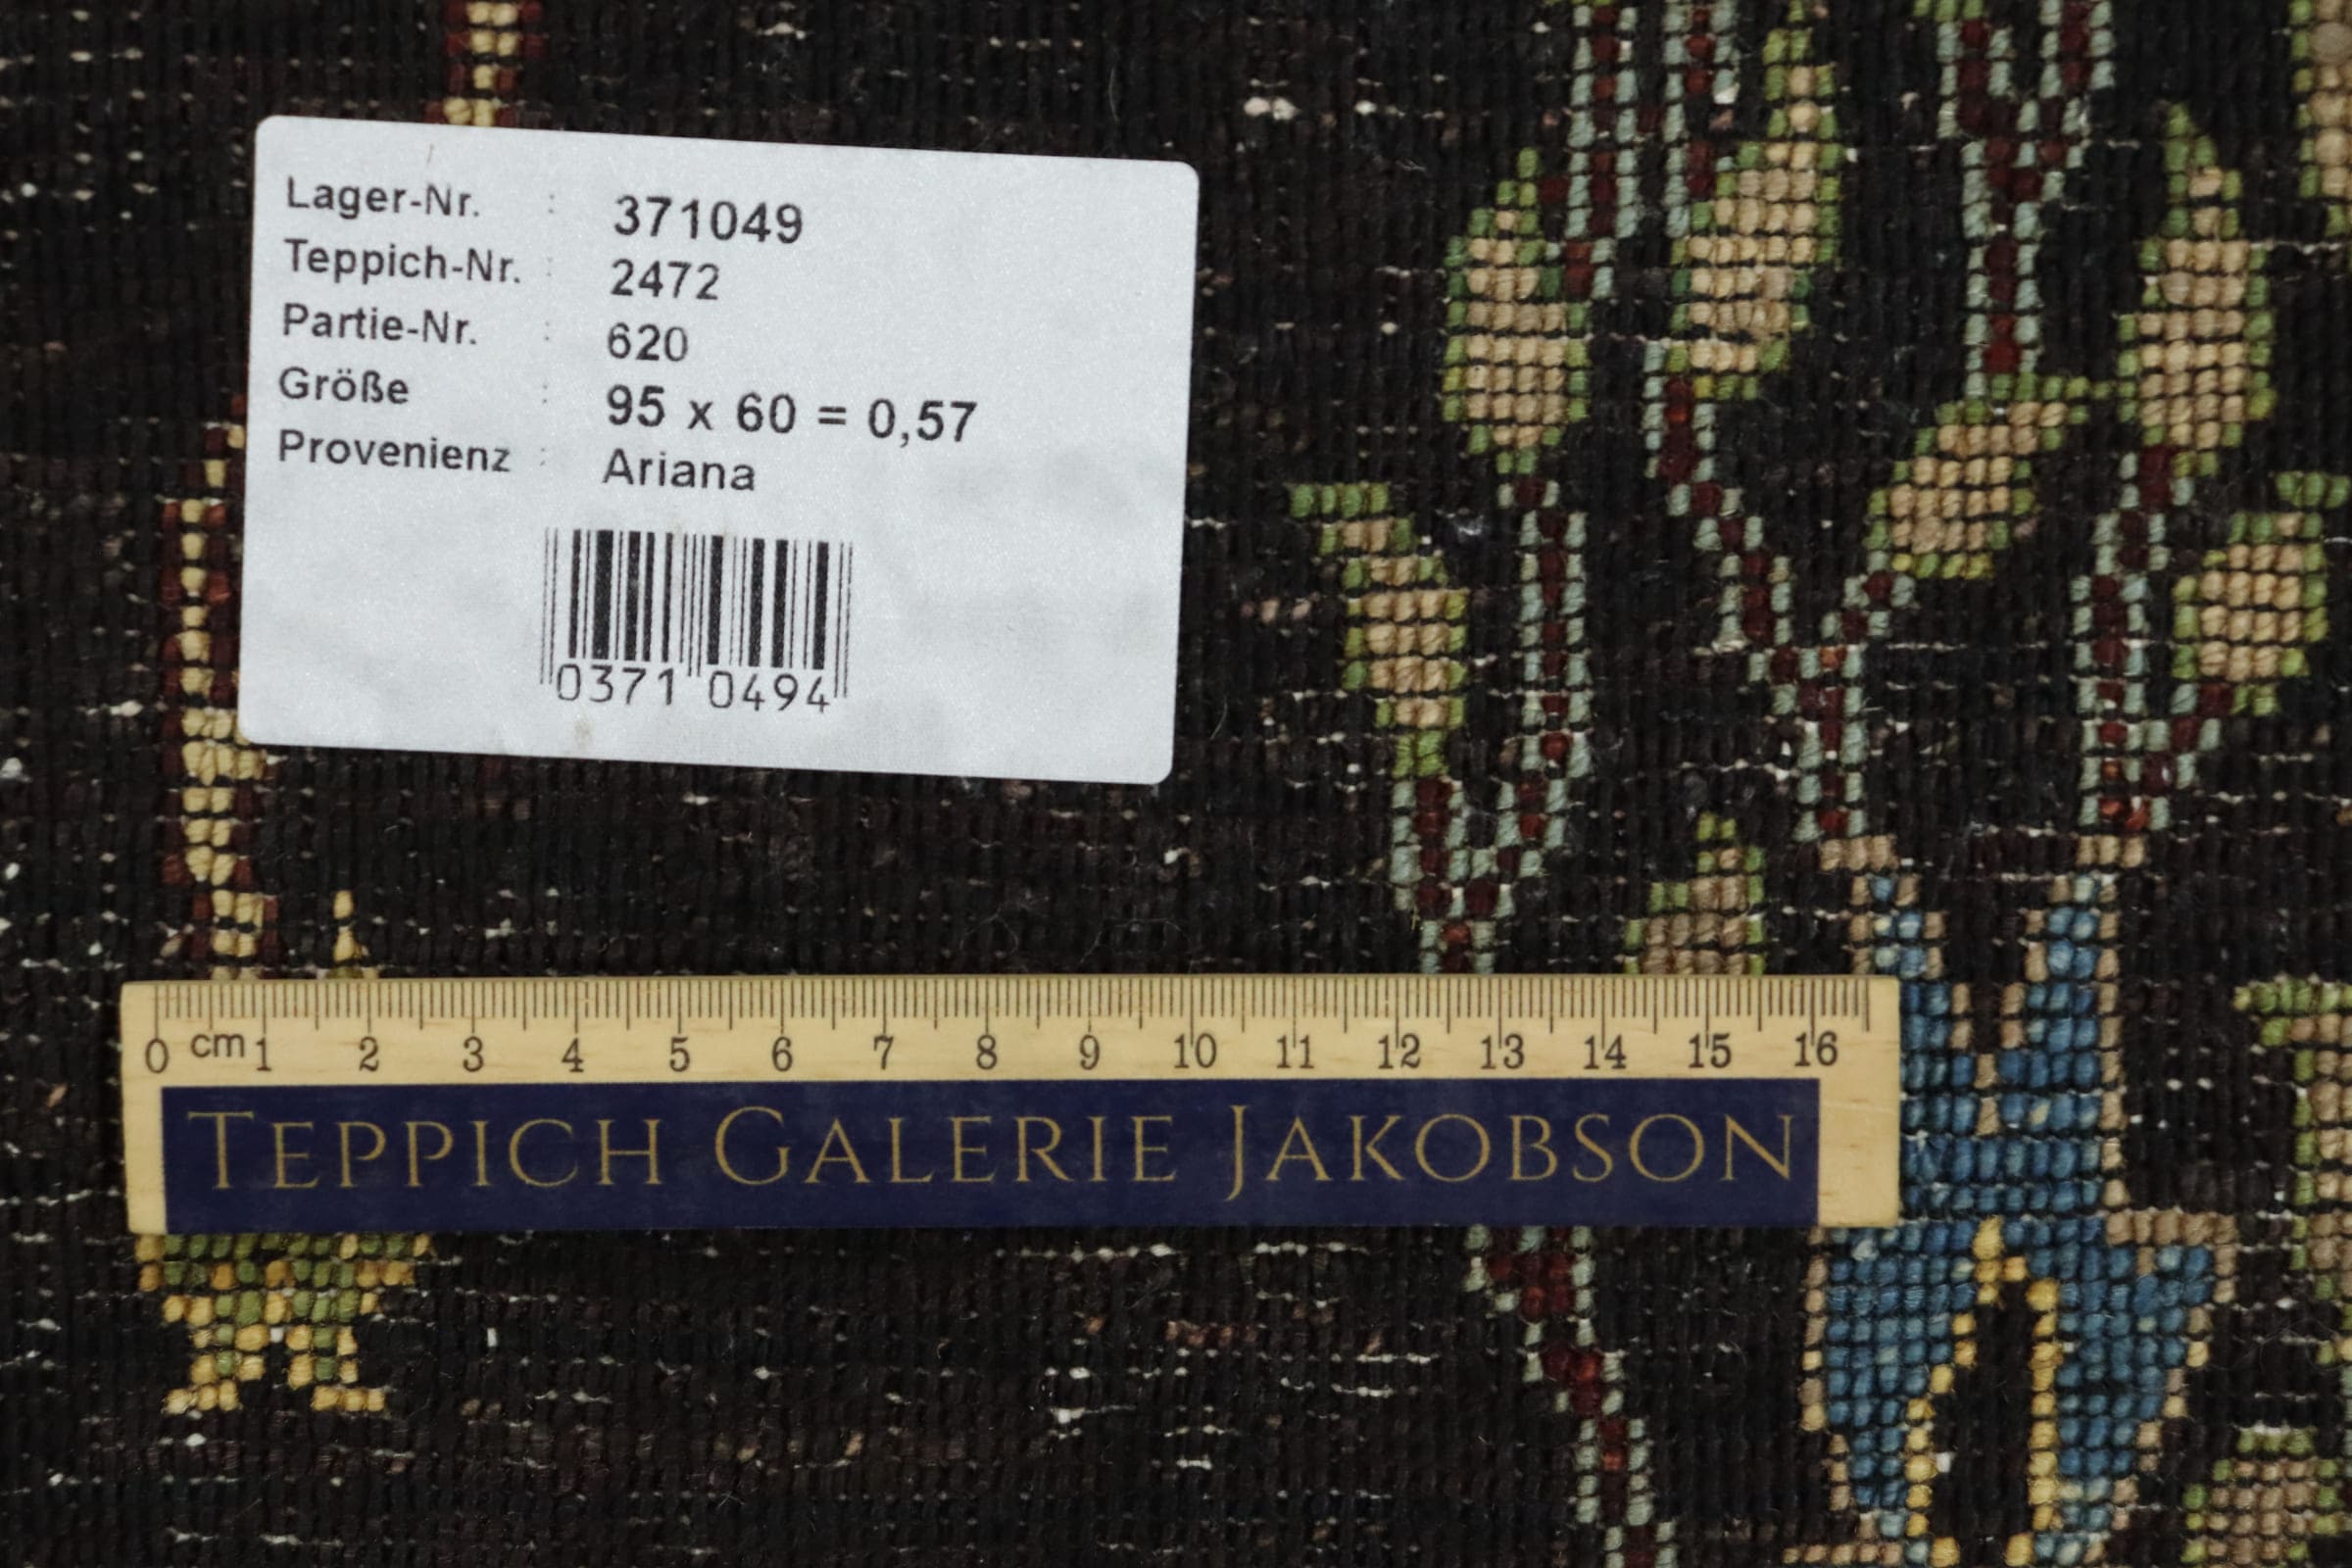 Lager-Nr. : 371049
Teppich-Nr. : 2472
Partie-Nr. : 620
Größe : 95 x 60 = 0,57
Provenienz : Ariana
0371 0494
0 cm 1 2 3 4 5 6 7 8 9 10 11 12 13 14 15 16
TEPPICH GALERIE JAKOBSON